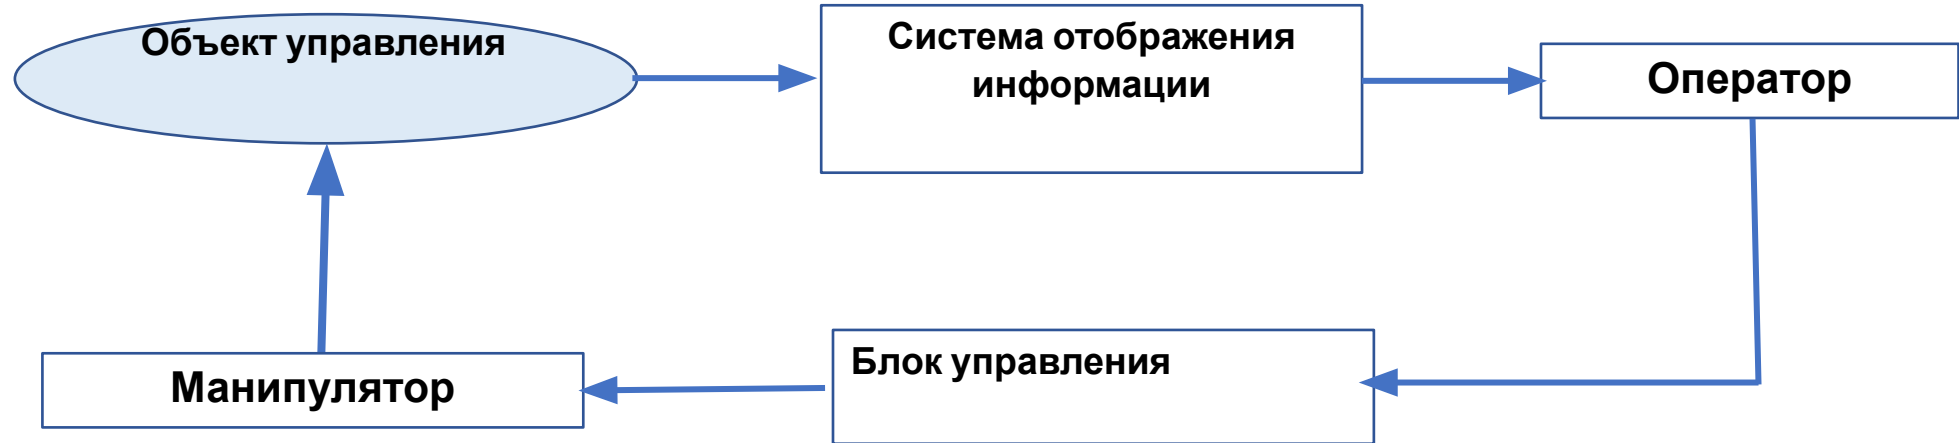 Объект управления
Система отображения
информации
Оператор
Блок управления
Манипулятор